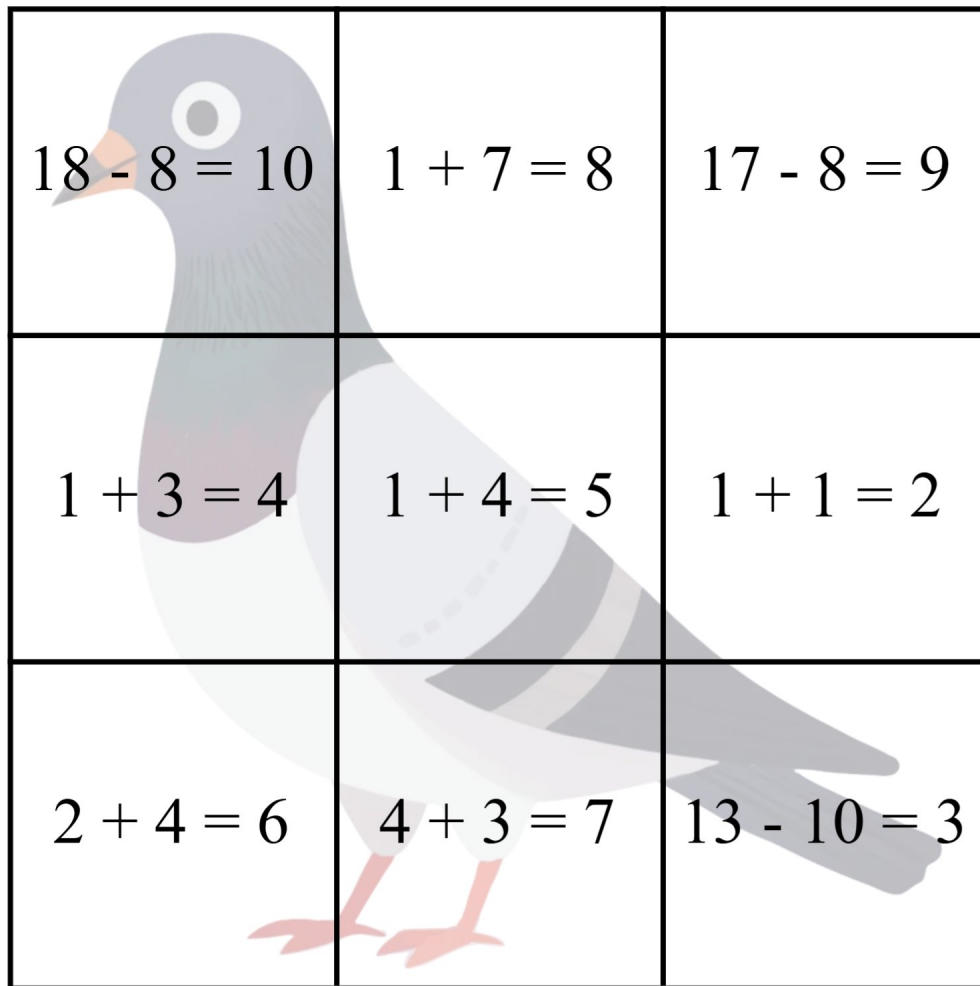 18 - 8 = 10
1 + 7 = 8
17 - 8 = 9
1 + 3 = 4
1 + 4 = 5
1 + 1 = 2
2 + 4 = 6
4 + 3 = 7
13 - 10 = 3